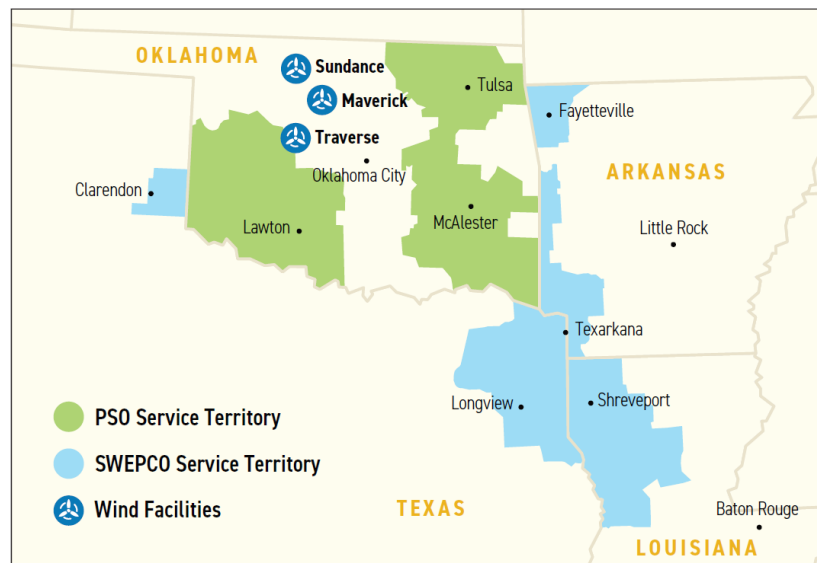 OKLAHOMA
Sundance
Maverick
Traverse
Tulsa
Fayetteville
Oklahoma City
Clarendon
ARKANSAS
McAlester
Lawton
Little Rock
Texarkana
Longview
Shreveport
PSO Service Territory
SWEPCO Service Territory
Wind Facilities
TEXAS
Baton Rouge
LOUISIANA